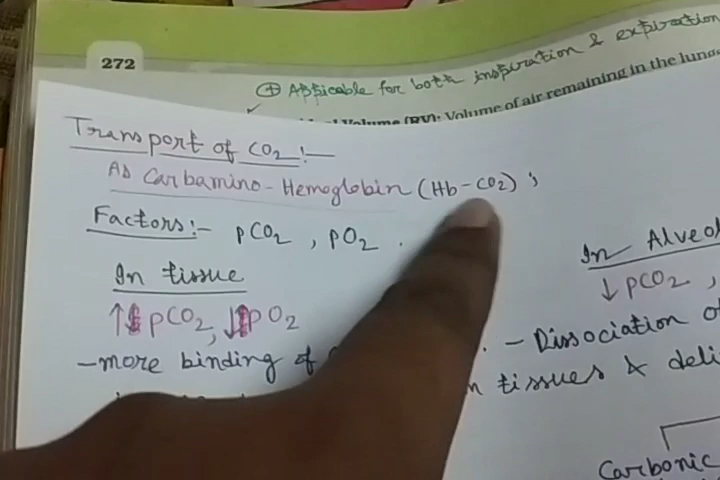 272
+ Appicable for both inspiration & expiration
Volume (RV): Volume of air remaining in the lung
Transport of CO₂:-
As Carbamino-Hemoglobin (Hb-CO₂);
Factors:- pCO₂, pO₂.
In tissue
↑pCO₂, ↓pO₂
-more binding of
In Alveol
↓pCO₂,
- Dissociation of
tissues & deli
Carbonic